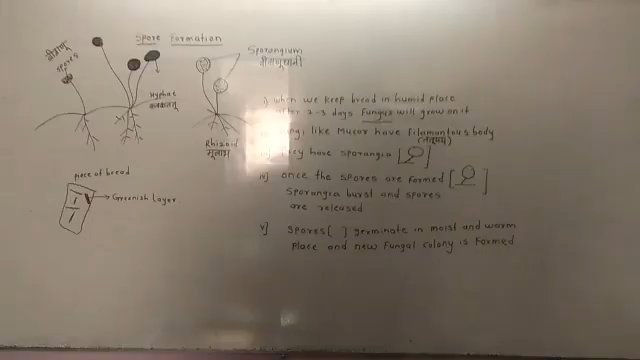 Spore Formation
बीजाणू
spores
Sporangium
बीजाणूधानी
Hyphae
कवकतंतू
Rhizoid
मूलाभ
piece of bread
Greenish Layer
i) when we keep bread in humid place
after 2-3 days Fungus will grow on it
like Mucor have filamentous body
(तंतुमय)
they have sporangia [ ]
iv] once the spores are formed [ ]
Sporangia burst and spores
are released
v] spores [ ] germinate in moist and warm
place and new fungal colony is formed